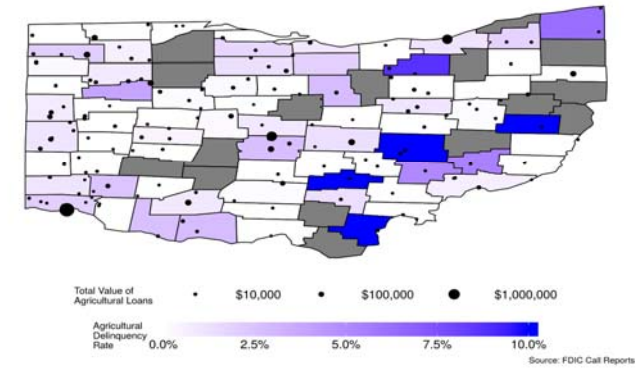 Total Value of
Agricultural Loans
$10,000
$100,000
$1,000,000
Agricultural
Delinquency
Rate
0.0%
2.5%
5.0%
7.5%
10.0%
Source: FDIC Call Reports